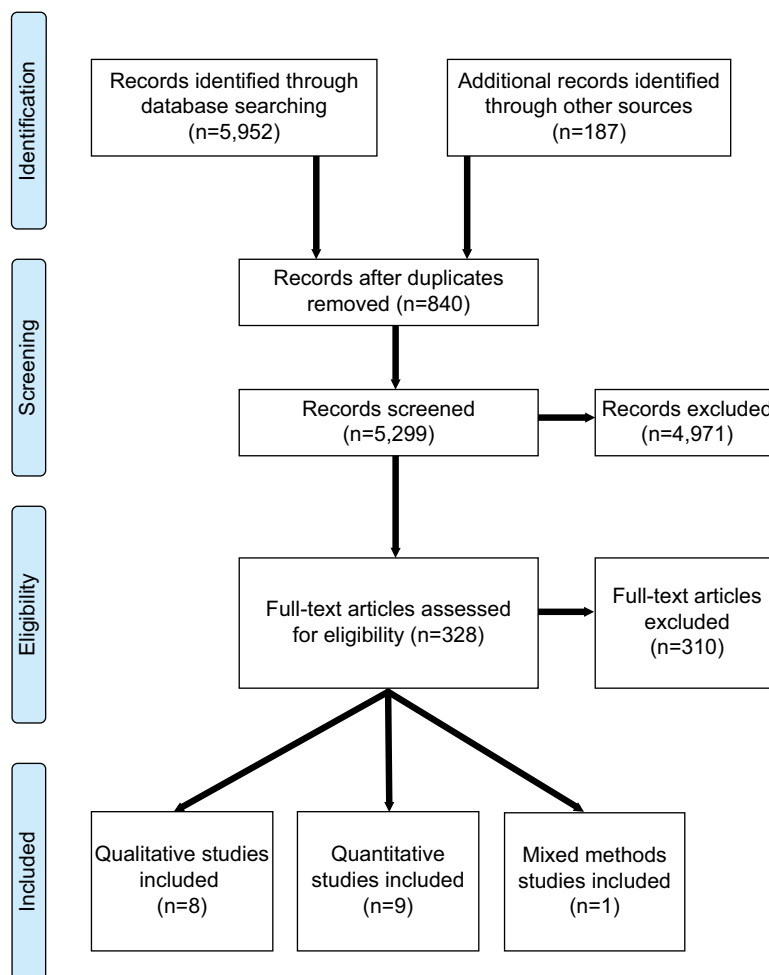 Identification
Records identified through
database searching
(n=5,952)
Additional records identified
through other sources
(n=187)
Screening
Records after duplicates
removed (n=840)
Records screened
(n=5,299)
Records excluded
(n=4,971)
Eligibility
Full-text articles assessed
for eligibility (n=328)
Full-text articles
excluded
(n=310)
Included
Qualitative studies
included
(n=8)
Quantitative
studies included
(n=9)
Mixed methods
studies included
(n=1)